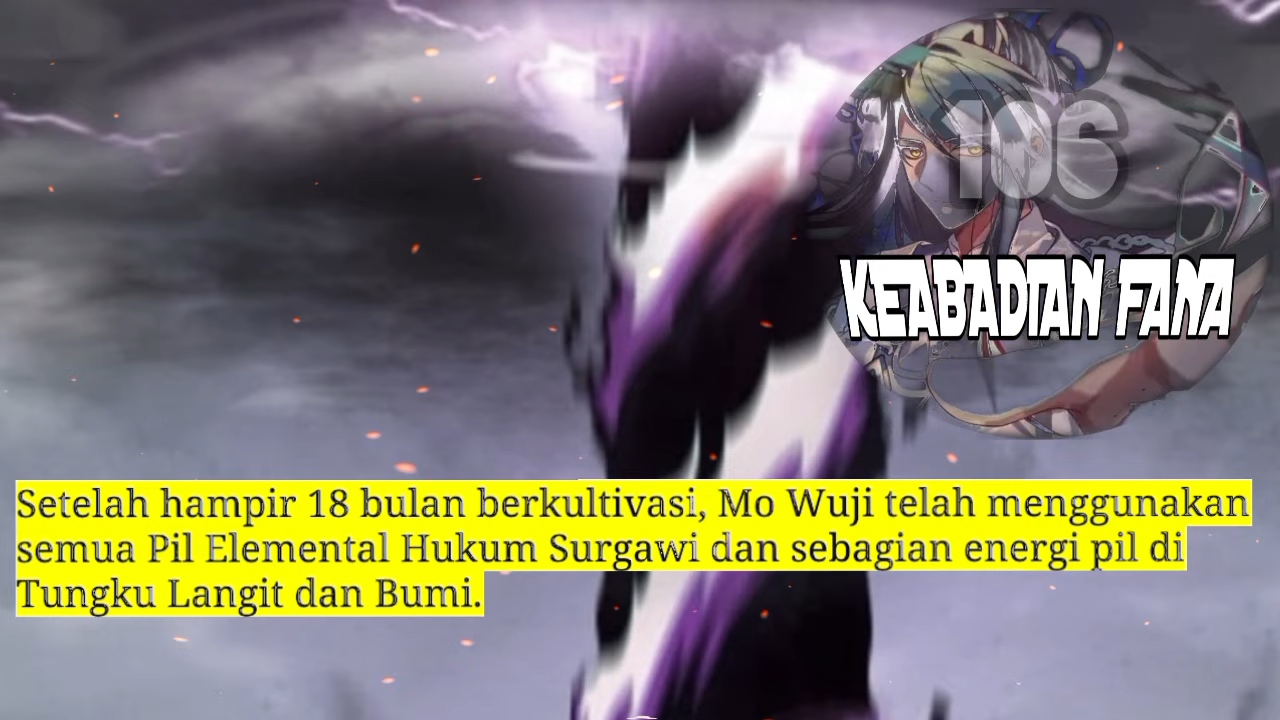 106
KEABADIAN FANA
Setelah hampir 18 bulan berkultivasi, Mo Wuji telah menggunakan
semua Pil Elemental Hukum Surgawi dan sebagian energi pil di
Tungku Langit dan Bumi.